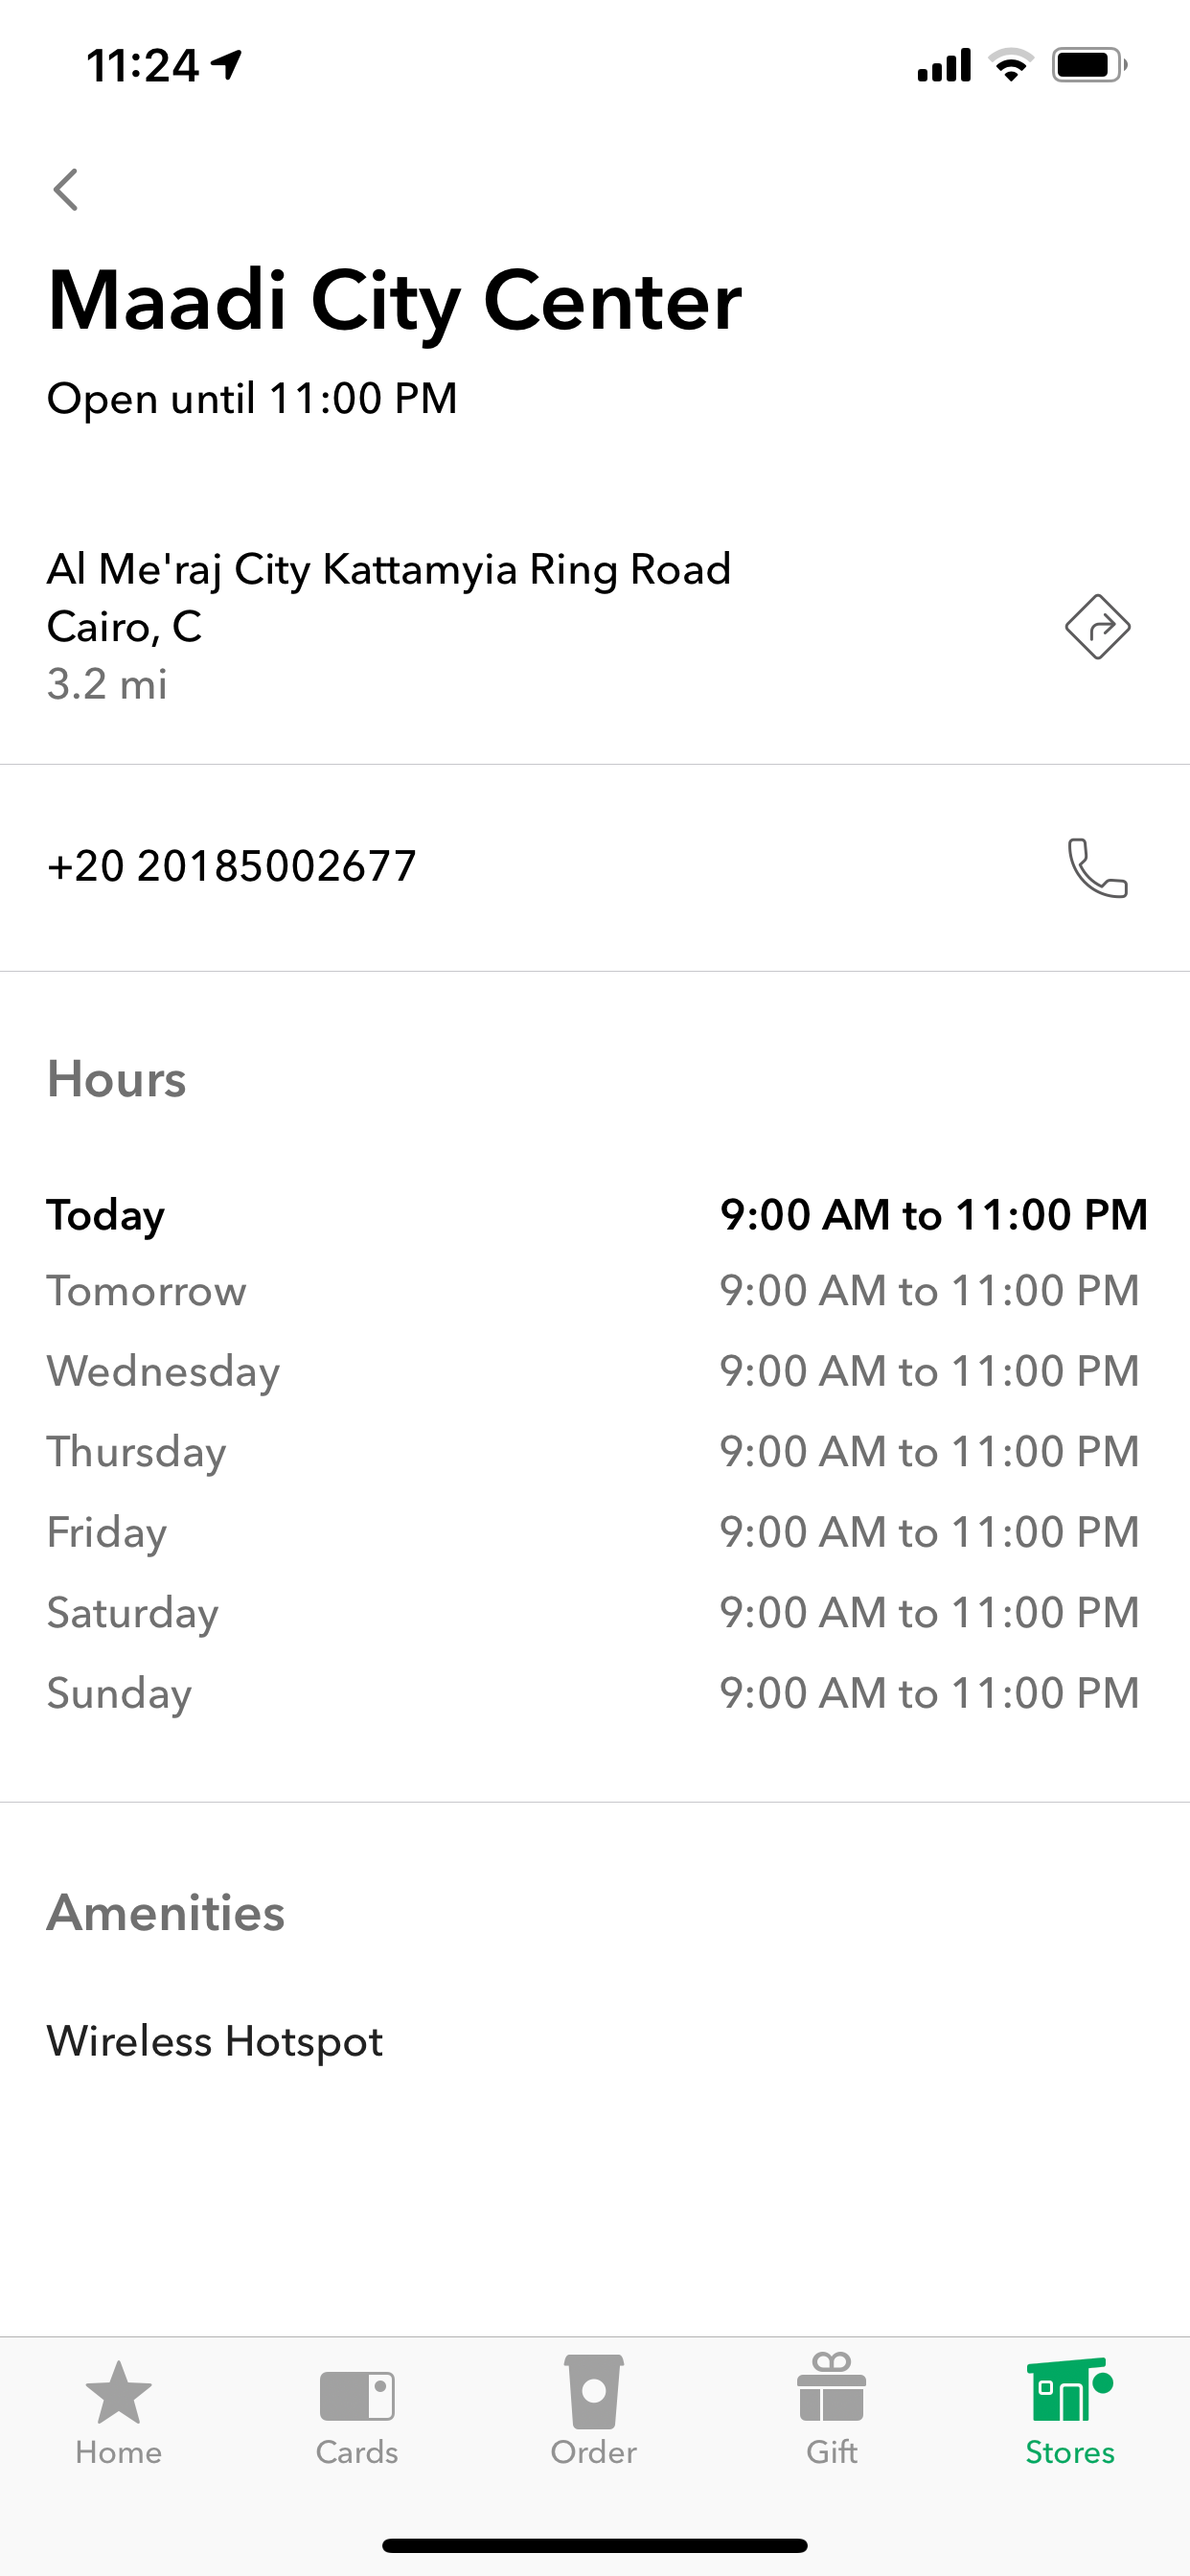 11:24
Maadi City Center
Open until 11:00 PM
Al Me'raj City Kattamyia Ring Road
Cairo, C
3.2 mi
+20 20185002677
Hours
Today 9:00 AM to 11:00 PM
Tomorrow 9:00 AM to 11:00 PM
Wednesday 9:00 AM to 11:00 PM
Thursday 9:00 AM to 11:00 PM
Friday 9:00 AM to 11:00 PM
Saturday 9:00 AM to 11:00 PM
Sunday 9:00 AM to 11:00 PM
Amenities
Wireless Hotspot
Home Cards Order Gift Stores